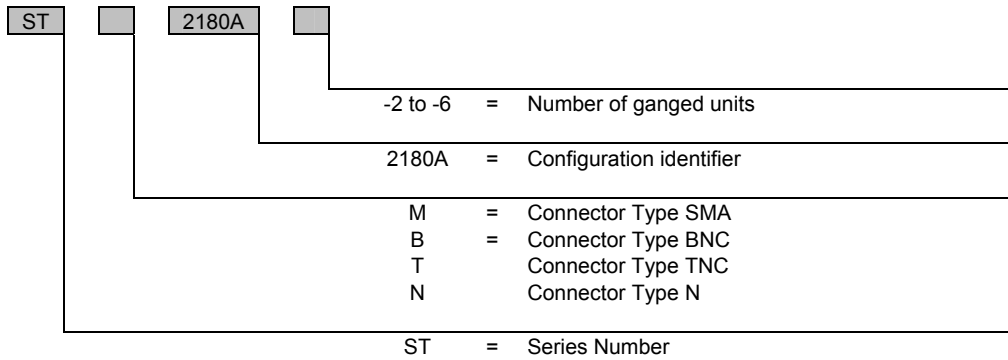 ST 2180A
-2 to -6 = Number of ganged units
2180A = Configuration identifier
M = Connector Type SMA
B = Connector Type BNC
T Connector Type TNC
N Connector Type N
ST = Series Number